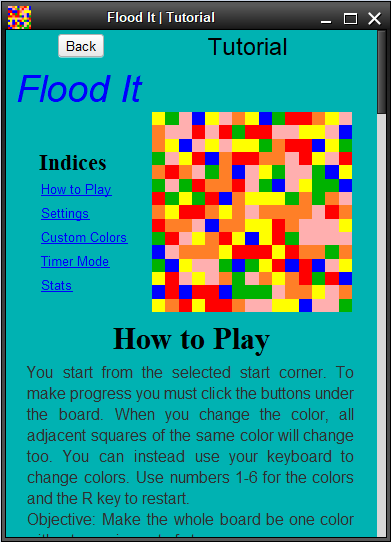 Flood It | Tutorial
Back
Tutorial
Flood It
Indices
How to Play
Settings
Custom Colors
Timer Mode
Stats
How to Play
You start from the selected start corner. To
make progress you must click the buttons under
the board. When you change the color, all
adjacent squares of the same color will change
too. You can instead use your keyboard to
change colors. Use numbers 1-6 for the colors
and the R key to restart.
Objective: Make the whole board be one color